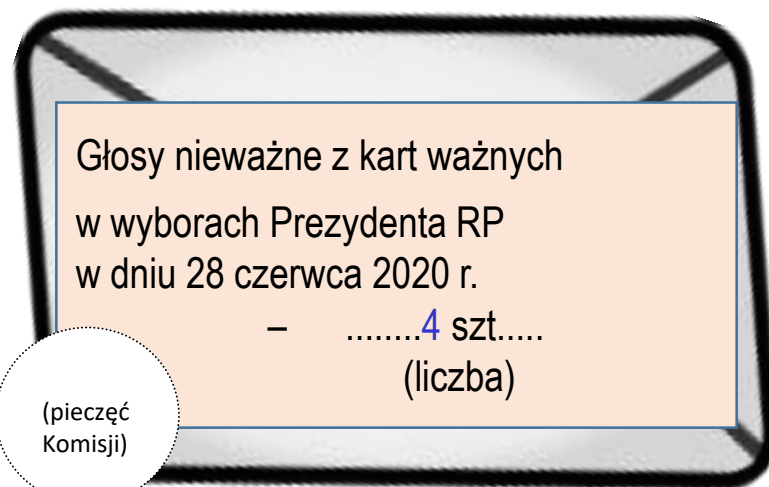 Głosy nieważne z kart ważnych
w wyborach Prezydenta RP
w dniu 28 czerwca 2020 r.
– ........4 szt.....
(liczba)
(pieczęć
Komisji)